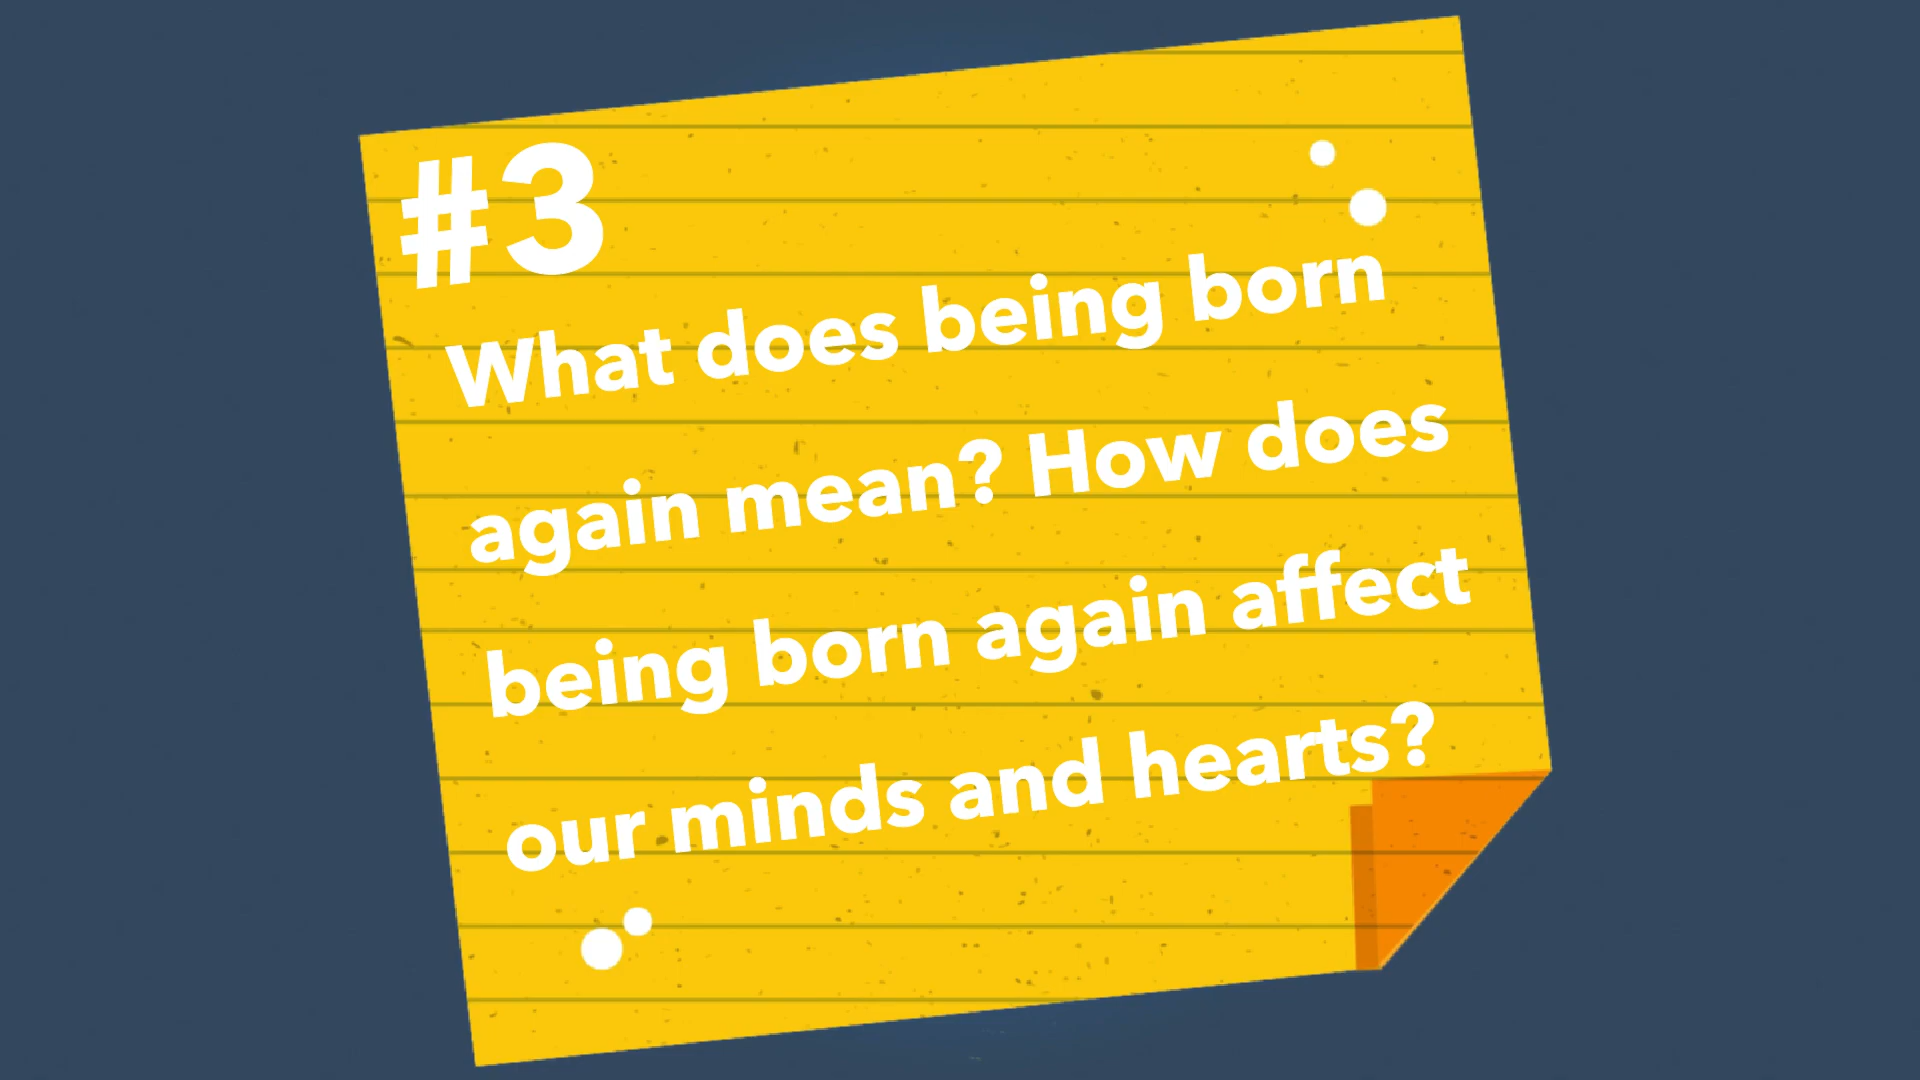 #3
What does being born
again mean? How does
being born again affect
our minds and hearts?